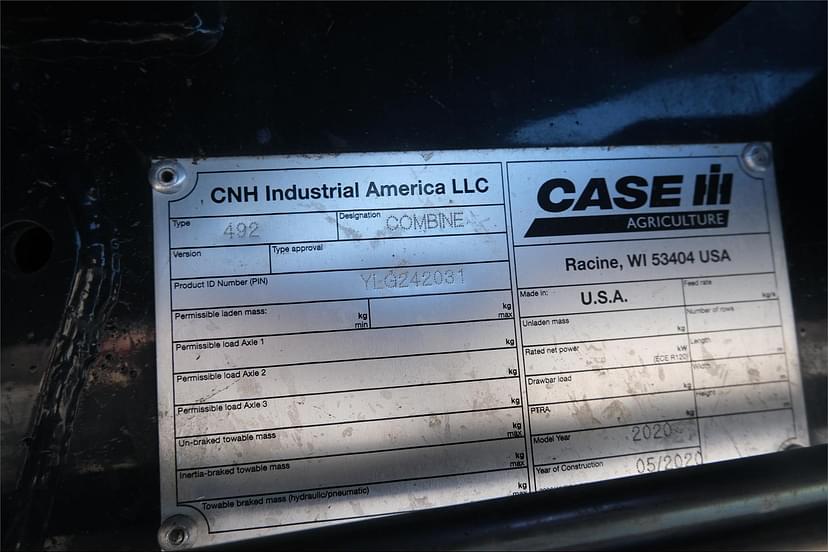 CNH Industrial America LLC
Type 492
Designation COMBINE
Version
Type approval
Product ID Number (PIN) YLG242031
Permissible laden mass: kg min kg max
Permissible load Axle 1 kg
Permissible load Axle 2 kg
Permissible load Axle 3 kg
Un-braked towable mass kg max
Inertia-braked towable mass kg max
Towable braked mass (hydraulic/pneumatic) kg max
CASE IH
AGRICULTURE
Racine, WI 53404 USA
Made in: U.S.A.
Feed rate kg/s
Unladen mass kg
Number of rows
Rated net power kW (ECE R120)
Length
Drawbar load kg
Width
PTRA kg
Height
Model Year 2020
Year of Construction 05/2020